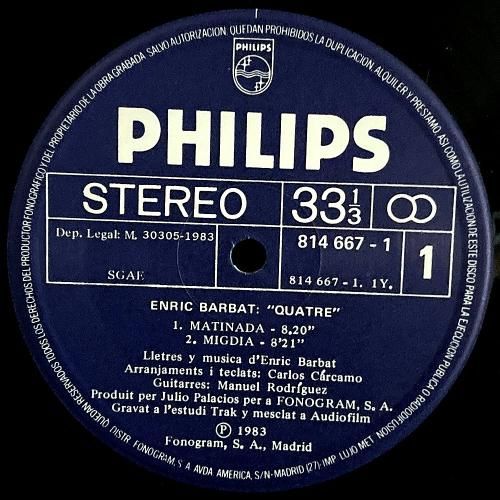 PHILIPS
PHILIPS
STEREO
33 1/3
Dep. Legal: M. 30305-1983
SGAE
814 667 - 1
814 667 - 1. 1Y.
1
ENRIC BARBAT: "QUATRE"
1. MATINADA - 8,20"
2. MIGDIA - 8'21"
Lletres y musica d'Enric Barbat
Arranjaments i teclats: Carlos Cárcamo
Guitarres: Manuel Rodríguez
Produit per Julio Palacios per a FONOGRAM, S. A.
Gravat a l'estudi Trak y mesclat a Audiofilm
Ⓟ 1983
Fonogram, S. A., Madrid
QUEDAN RESERVADOS TODOS LOS DERECHOS DEL PRODUCTOR FONOGRAFICO Y DEL PROPIETARIO DE LA OBRA GRABADA. SALVO AUTORIZACION, QUEDAN PROHIBIDOS LA DUPLICACION, ALQUILER Y PRESTAMO, ASI COMO LA UTILIZACION DE ESTE DISCO PARA LA EJECUCION PUBLICA O RADIODIFUSION
DISTR. FONOGRAM, S. A. AVDA AMERICA, S/N-MADRID (27); IMP LUJO MET